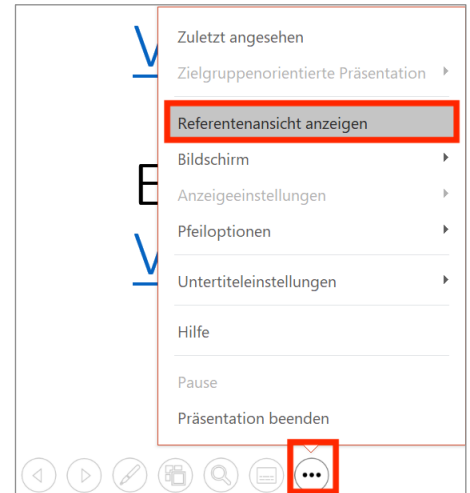 V
Zuletzt angesehen
Zielgruppenorientierte Präsentation
Referentenansicht anzeigen
Bildschirm
E
Anzeigeeinstellungen
Pfeiloptionen
V
Untertiteleinstellungen
Hilfe
Pause
Präsentation beenden